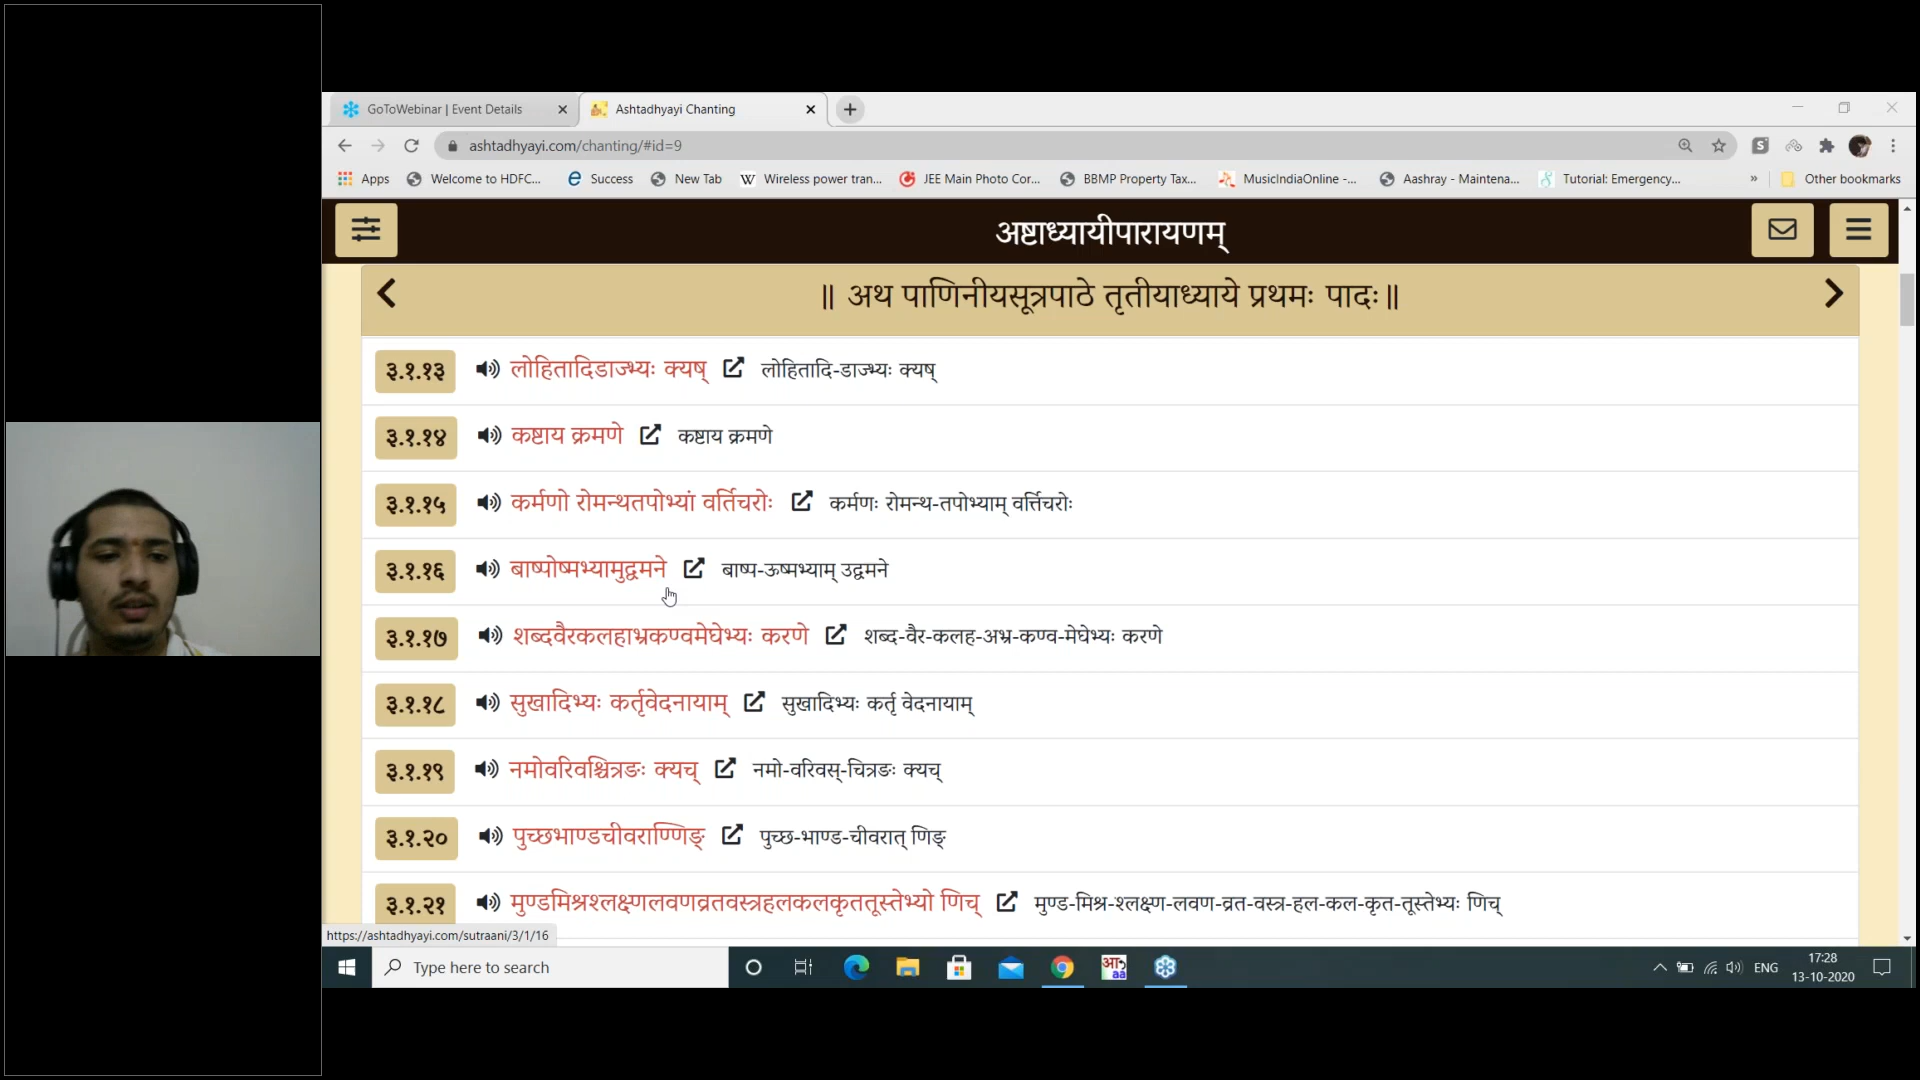 GoToWebinar | Event Details
Ashtadhyayi Chanting
ashtadhyayi.com/chanting/#id=9
Apps Welcome to HDFC... Success New Tab Wireless power tran... JEE Main Photo Cor... BBMP Property Tax... MusicIndiaOnline -... Aashray - Maintena... Tutorial: Emergency... » Other bookmarks
अष्टाध्यायीपारायणम्
॥ अथ पाणिनीयसूत्रपाठे तृतीयाध्याये प्रथमः पादः॥
३.१.१३ लोहितादिडाज्भ्यः क्यष् लोहितादि-डाज्भ्यः क्यष्
३.१.१४ कष्टाय क्रमणे कष्टाय क्रमणे
३.१.१५ कर्मणो रोमन्थतपोभ्यां वर्तिचरोः कर्मणः रोमन्थ-तपोभ्याम् वर्त्तिचरोः
३.१.१६ बाष्पोष्मभ्यामुद्वमने बाष्प-ऊष्मभ्याम् उद्वमने
३.१.१७ शब्दवैरकलहाभ्रकण्वमेघेभ्यः करणे शब्द-वैर-कलह-अभ्र-कण्व-मेघेभ्यः करणे
३.१.१८ सुखादिभ्यः कर्तृवेदनायाम् सुखादिभ्यः कर्तृ वेदनायाम्
३.१.१९ नमोवरिवश्चित्रङः क्यच् नमो-वरिवस्-चित्रङः क्यच्
३.१.२० पुच्छभाण्डचीवराण्णिङ् पुच्छ-भाण्ड-चीवरात् णिङ्
३.१.२१ मुण्डमिश्रश्लक्ष्णलवणव्रतवस्त्रहलकलकृततूस्तेभ्यो णिच् मुण्ड-मिश्र-श्लक्ष्ण-लवण-व्रत-वस्त्र-हल-कल-कृत-तूस्तेभ्यः णिच्
https://ashtadhyayi.com/sutraani/3/1/16
Type here to search
ENG
17:28
13-10-2020